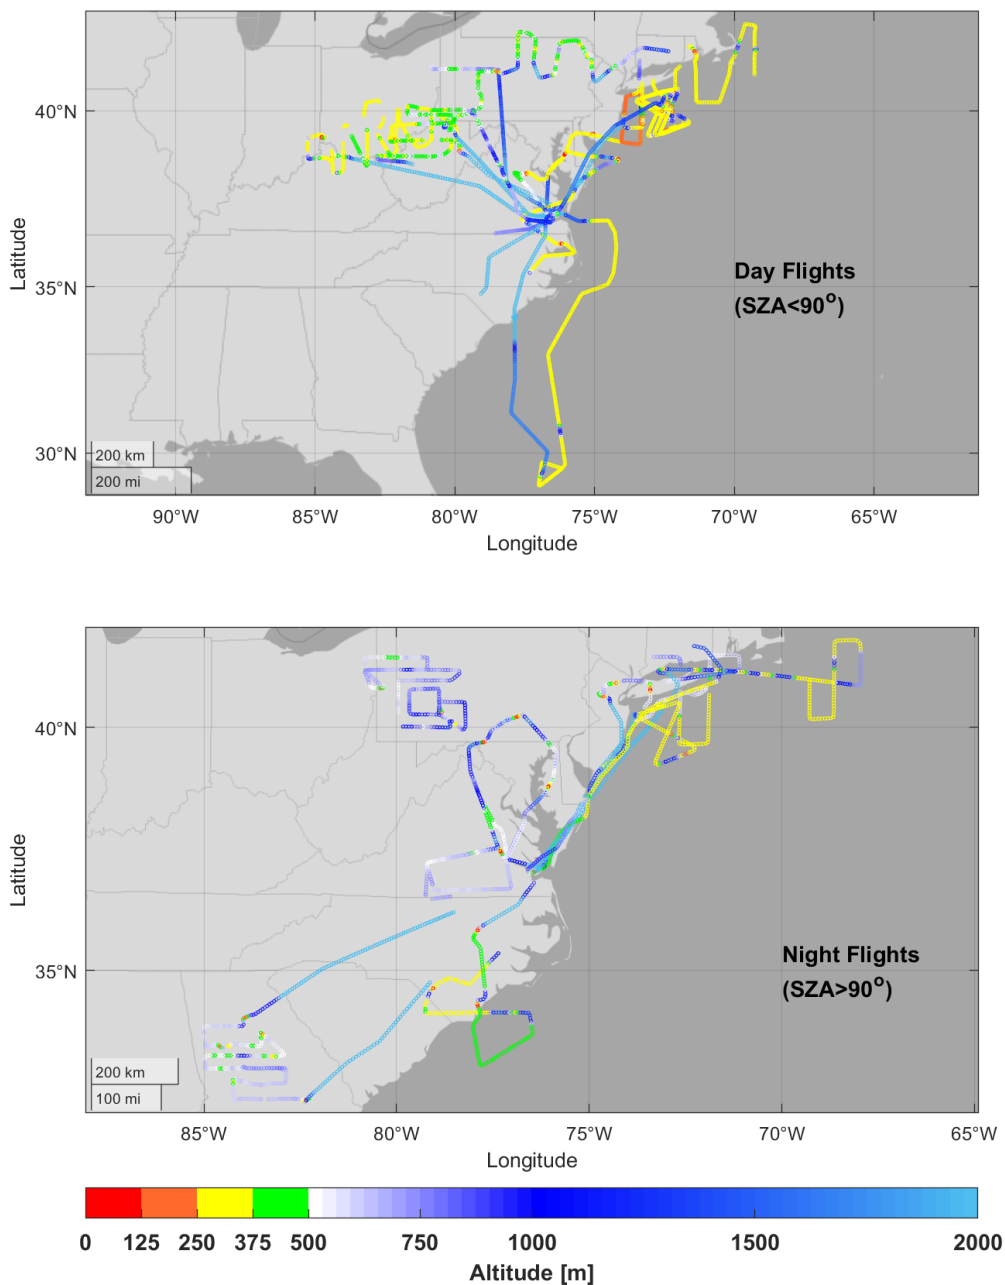 40°N
35°N
30°N
Latitude
Day Flights
(SZA<90°)
200 km
200 mi
90°W 85°W 80°W 75°W 70°W 65°W
Longitude
40°N
35°N
Latitude
Night Flights
(SZA>90°)
200 km
100 mi
85°W 80°W 75°W 70°W 65°W
Longitude
0 125 250 375 500 750 1000 1500 2000
Altitude [m]